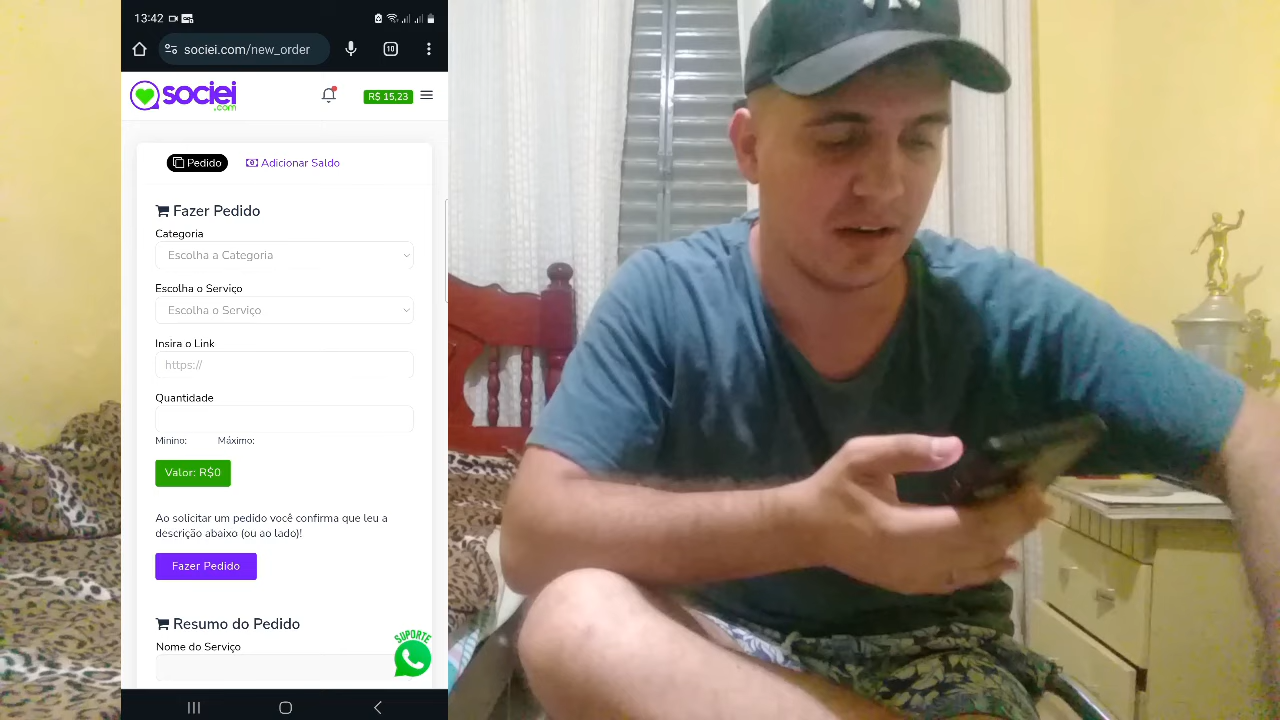 13:42
10
sociei.com/new_order
sociei
.com
R$ 15,23
Pedido
Adicionar Saldo
Fazer Pedido
Categoria
Escolha a Categoria
Escolha o Serviço
Escolha o Serviço
Insira o Link
https://
Quantidade
Minino: Máximo:
Valor: R$0
Ao solicitar um pedido você confirma que leu a
descrição abaixo (ou ao lado)!
Fazer Pedido
Resumo do Pedido
SUPORTE
Nome do Serviço